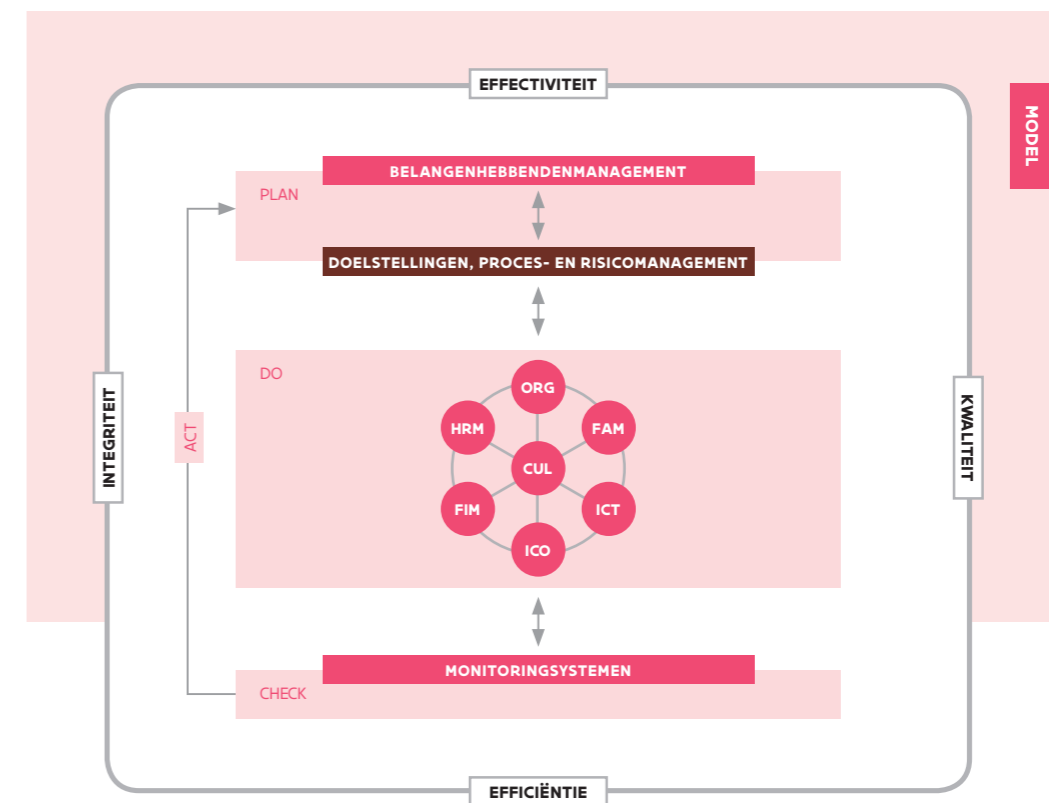 EFFECTIVITEIT
MODEL
BELANGENHEBBENDENMANAGEMENT
PLAN
DOELSTELLINGEN, PROCES- EN RISICOMANAGEMENT
DO
ORG
HRM
FAM
CUL
FIM
ICT
ICO
INTEGRITEIT
ACT
KWALITEIT
MONITORINGSYSTEMEN
CHECK
EFFICIËNTIE